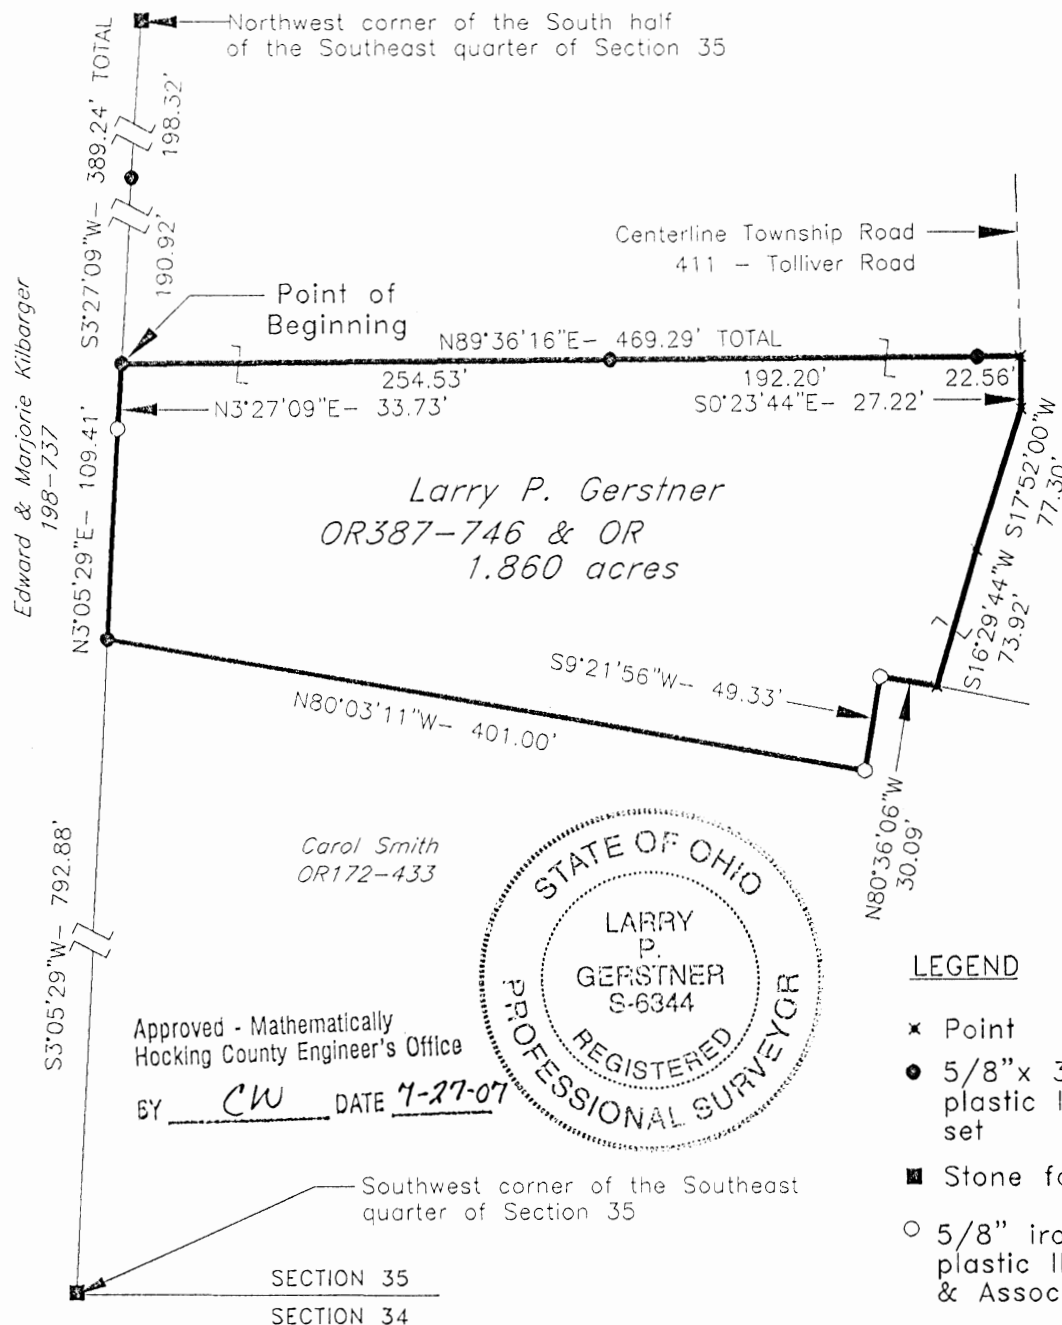 Northwest corner of the South half
of the Southeast quarter of Section 35
S3°27'09"W- 389.24' TOTAL
198.32'
190.92'
Centerline Township Road
411 - Tolliver Road
Point of
Beginning
N89°36'16"E- 469.29' TOTAL
254.53'
192.20'
22.56'
N3°27'09"E- 33.73'
S0°23'44"E- 27.22'
Edward & Marjorie Kilbarger
198-737
N3°05'29"E- 109.41'
Larry P. Gerstner
OR387-746 & OR
1.860 acres
S17°52'00"W
77.30'
S16°29'44"W
73.92'
S9°21'56"W- 49.33'
N80°03'11"W- 401.00'
N80°36'06"W
30.09'
Carol Smith
OR172-433
S3°05'29"W- 792.88'
STATE OF OHIO
LARRY
P.
GERSTNER
S-6344
REGISTERED
PROFESSIONAL SURVEYOR
Approved - Mathematically
Hocking County Engineer's Office
BY CW DATE 7-27-07
LEGEND
Point
5/8"x 3
plastic I
set
Stone fo
5/8" iro
plastic I
& Assoc
Southwest corner of the Southeast
quarter of Section 35
SECTION 35
SECTION 34